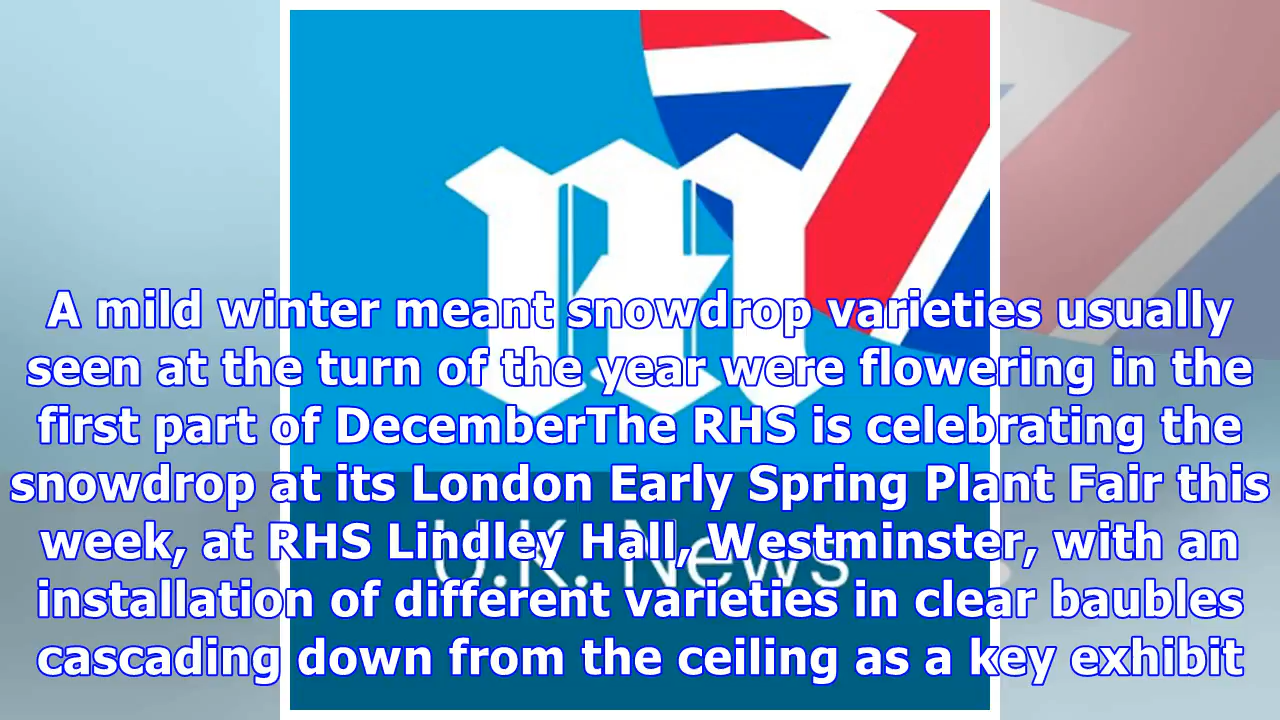 A mild winter meant snowdrop varieties usually
seen at the turn of the year were flowering in the
first part of DecemberThe RHS is celebrating the
snowdrop at its London Early Spring Plant Fair this
week, at RHS Lindley Hall, Westminster, with an
installation of different varieties in clear baubles
cascading down from the ceiling as a key exhibit
m
U.K. News